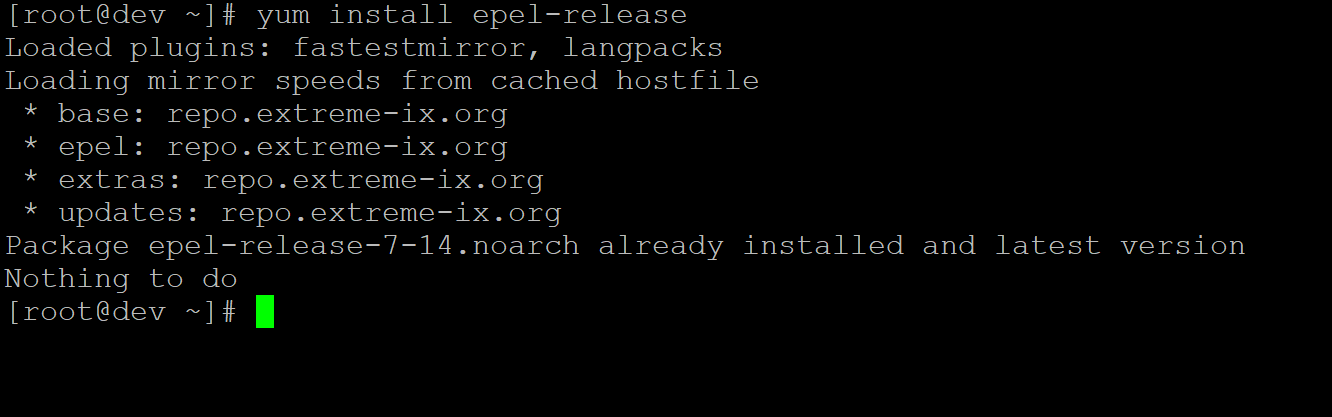 [root@dev ~]# yum install epel-release
Loaded plugins: fastestmirror, langpacks
Loading mirror speeds from cached hostfile
 * base: repo.extreme-ix.org
 * epel: repo.extreme-ix.org
 * extras: repo.extreme-ix.org
 * updates: repo.extreme-ix.org
Package epel-release-7-14.noarch already installed and latest version
Nothing to do
[root@dev ~]#